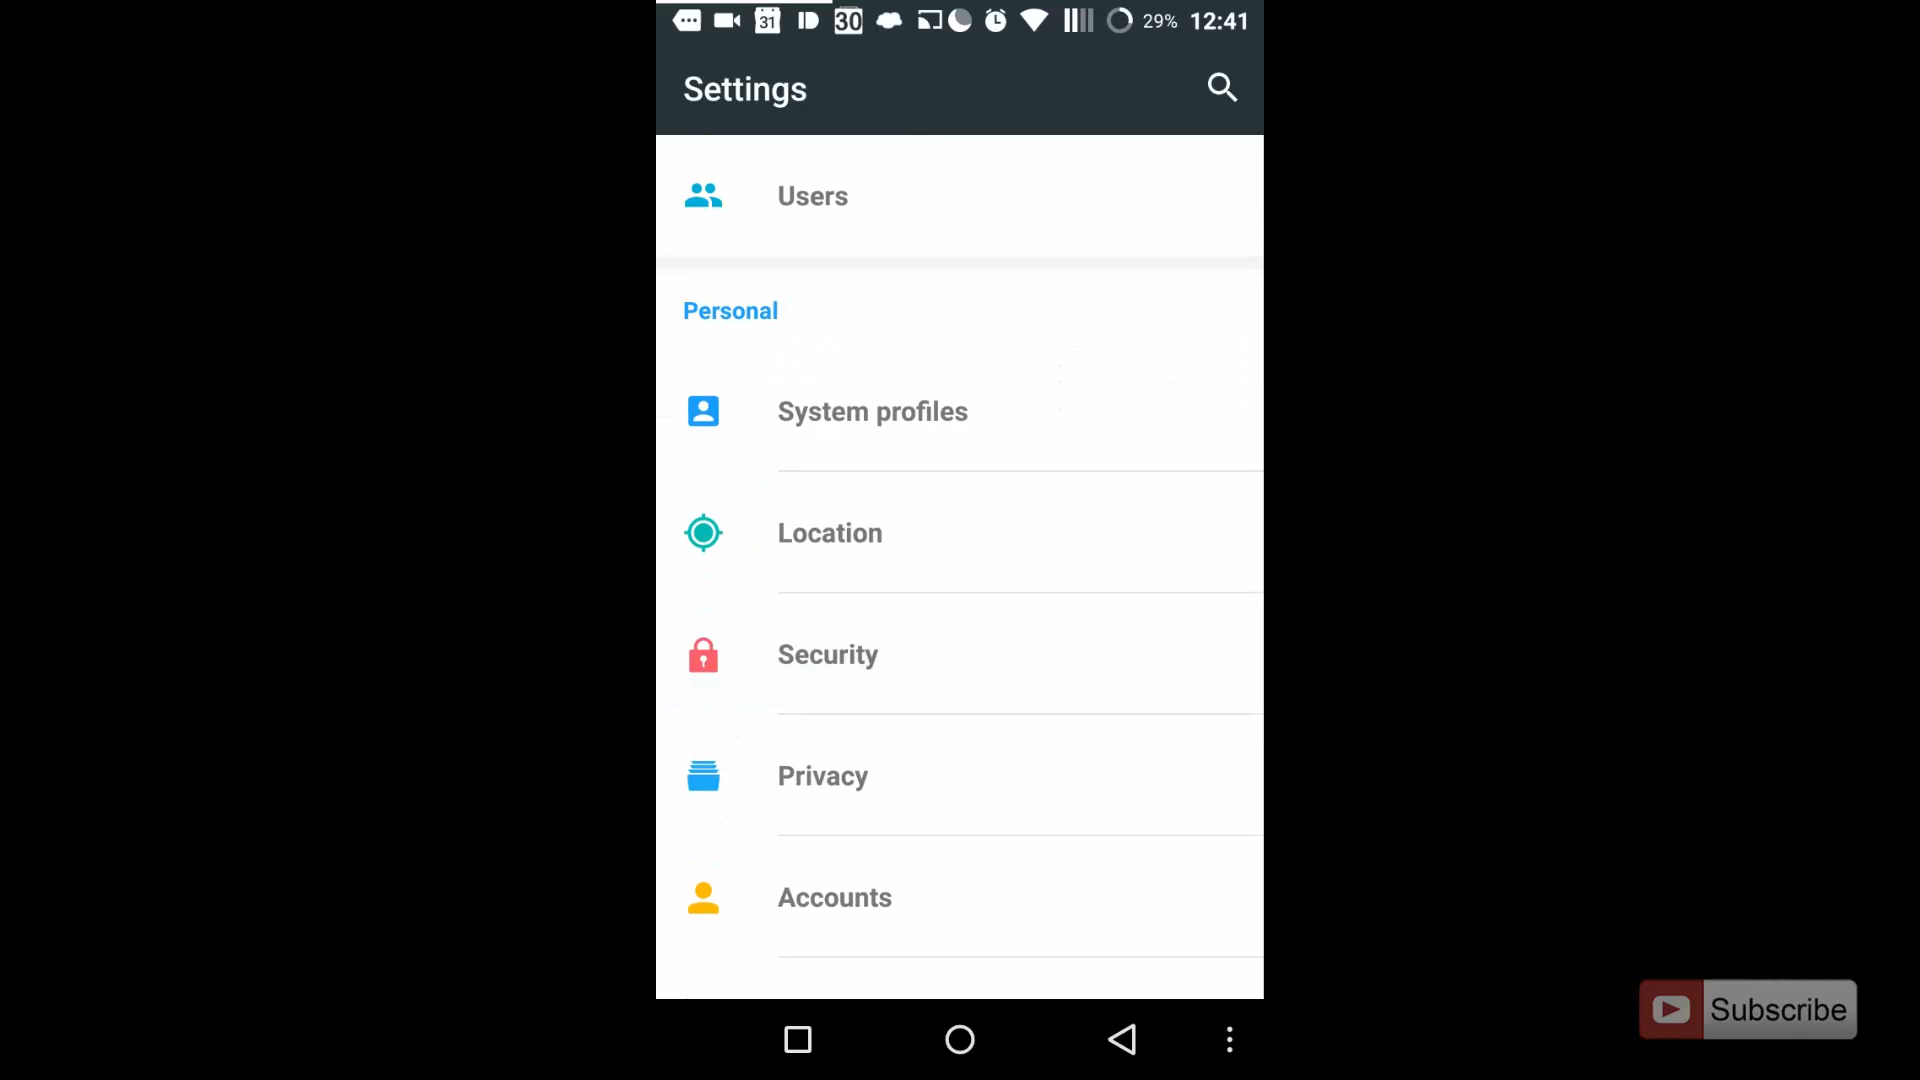 31 30 29% 12:41
Settings
Users
Personal
System profiles
Location
Security
Privacy
Accounts
Subscribe